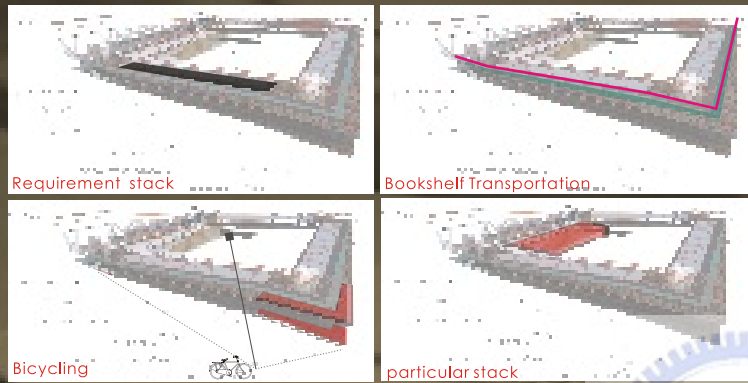 Requirement stack
Bookshelf Transportation
Bicycling
particular stack